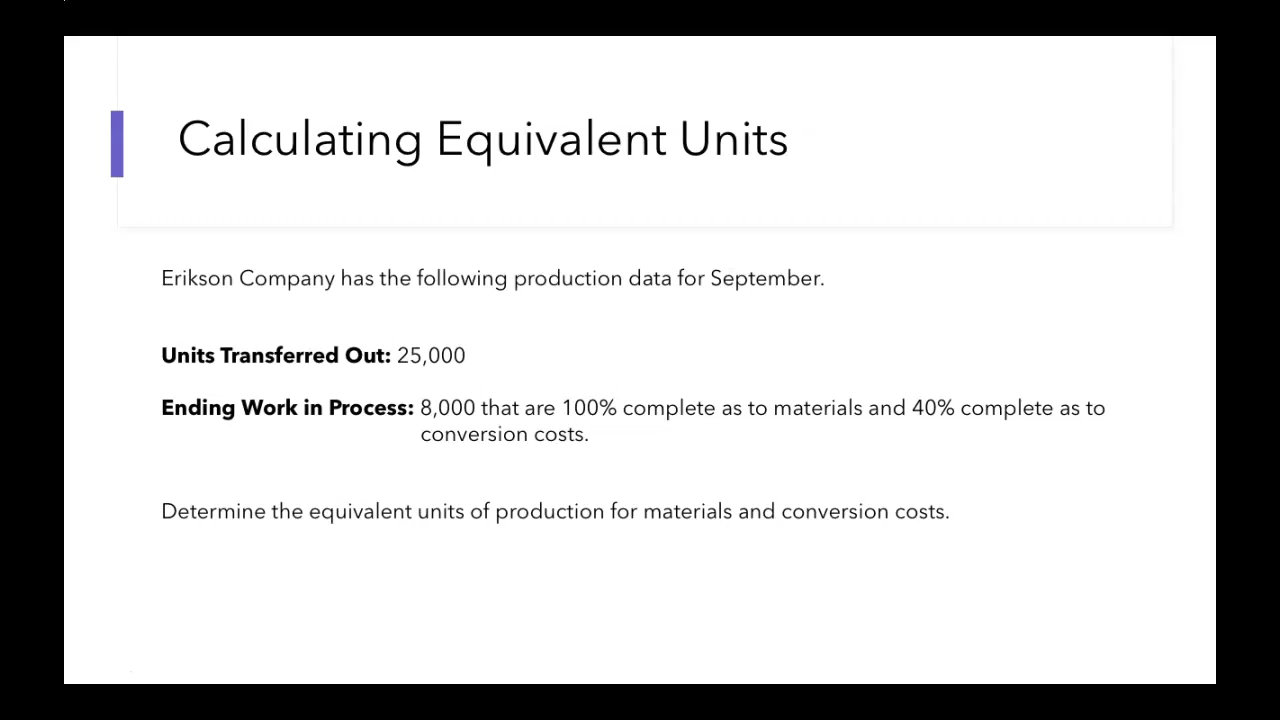 Calculating Equivalent Units
Erikson Company has the following production data for September.
Units Transferred Out: 25,000
Ending Work in Process: 8,000 that are 100% complete as to materials and 40% complete as to
conversion costs.
Determine the equivalent units of production for materials and conversion costs.